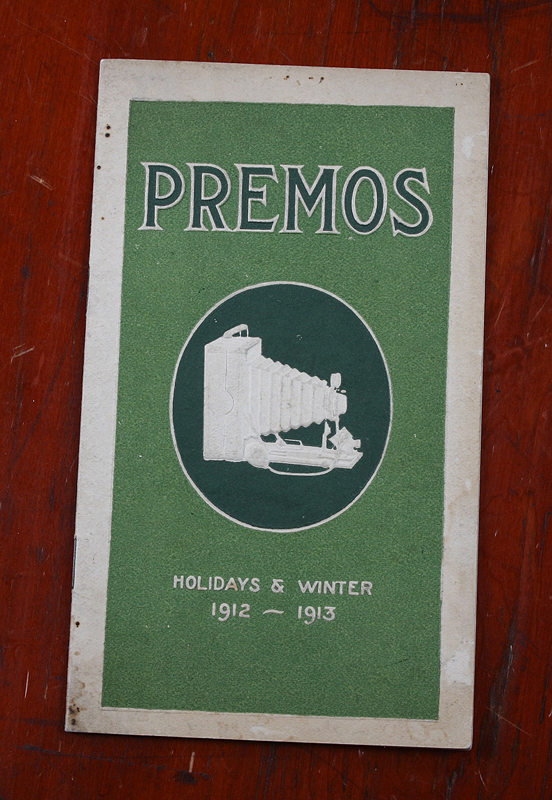 PREMOS
HOLIDAYS & WINTER
1912 ~ 1913